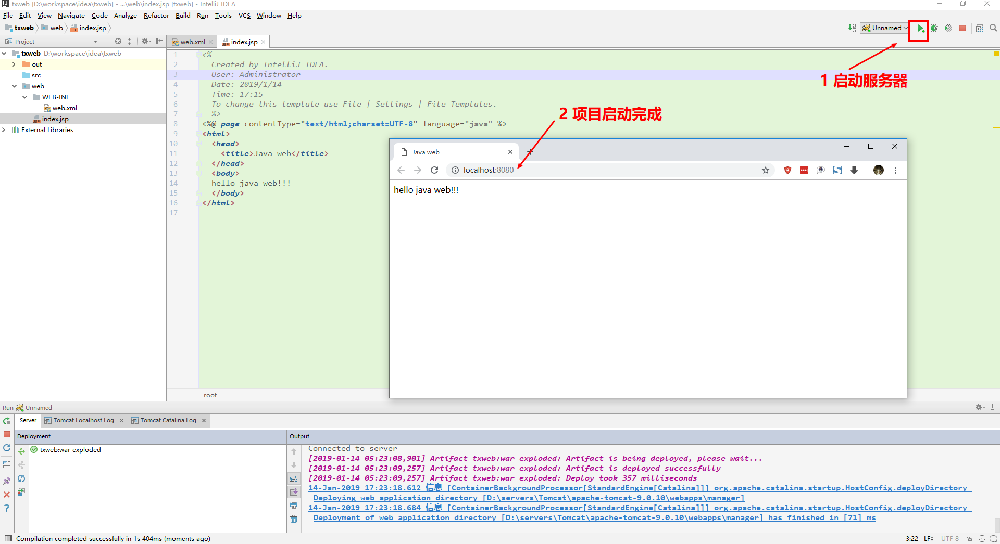 txweb [D:\workspace\idea\txweb] - ...\web\index.jsp [txweb] - IntelliJ IDEA
File Edit View Navigate Code Analyze Refactor Build Run Tools VCS Window Help
txweb web index.jsp
Unnamed
Project
web.xml index.jsp
txweb D:\workspace\idea\txweb
out
src
web
WEB-INF
web.xml
index.jsp
External Libraries
1 <%--
2 Created by IntelliJ IDEA.
3 User: Administrator
4 Date: 2019/1/14
5 Time: 17:15
6 To change this template use File | Settings | File Templates.
7 --%>
8 <%@ page contentType="text/html;charset=UTF-8" language="java" %>
9 <html>
10 <head>
11 <title>Java web</title>
12 </head>
13 <body>
14 hello java web!!!
15 </body>
16 </html>
17
root
1 启动服务器
2 项目启动完成
Java web
localhost:8080
hello java web!!!
Run Unnamed
Server Tomcat Localhost Log Tomcat Catalina Log
Deployment
txweb:war exploded
Output
Connected to server
[2019-01-14 05:23:08,901] Artifact txweb:war exploded: Artifact is being deployed, please wait...
[2019-01-14 05:23:09,257] Artifact txweb:war exploded: Artifact is deployed successfully
[2019-01-14 05:23:09,257] Artifact txweb:war exploded: Deploy took 357 milliseconds
14-Jan-2019 17:23:18.612 信息 [ContainerBackgroundProcessor[StandardEngine[Catalina]]] org.apache.catalina.startup.HostConfig.deployDirectory
Deploying web application directory [D:\servers\Tomcat\apache-tomcat-9.0.10\webapps\manager]
14-Jan-2019 17:23:18.684 信息 [ContainerBackgroundProcessor[StandardEngine[Catalina]]] org.apache.catalina.startup.HostConfig.deployDirectory
Deployment of web application directory [D:\servers\Tomcat\apache-tomcat-9.0.10\webapps\manager] has finished in [71] ms
Compilation completed successfully in 1s 404ms (moments ago)
3:22 LF UTF-8